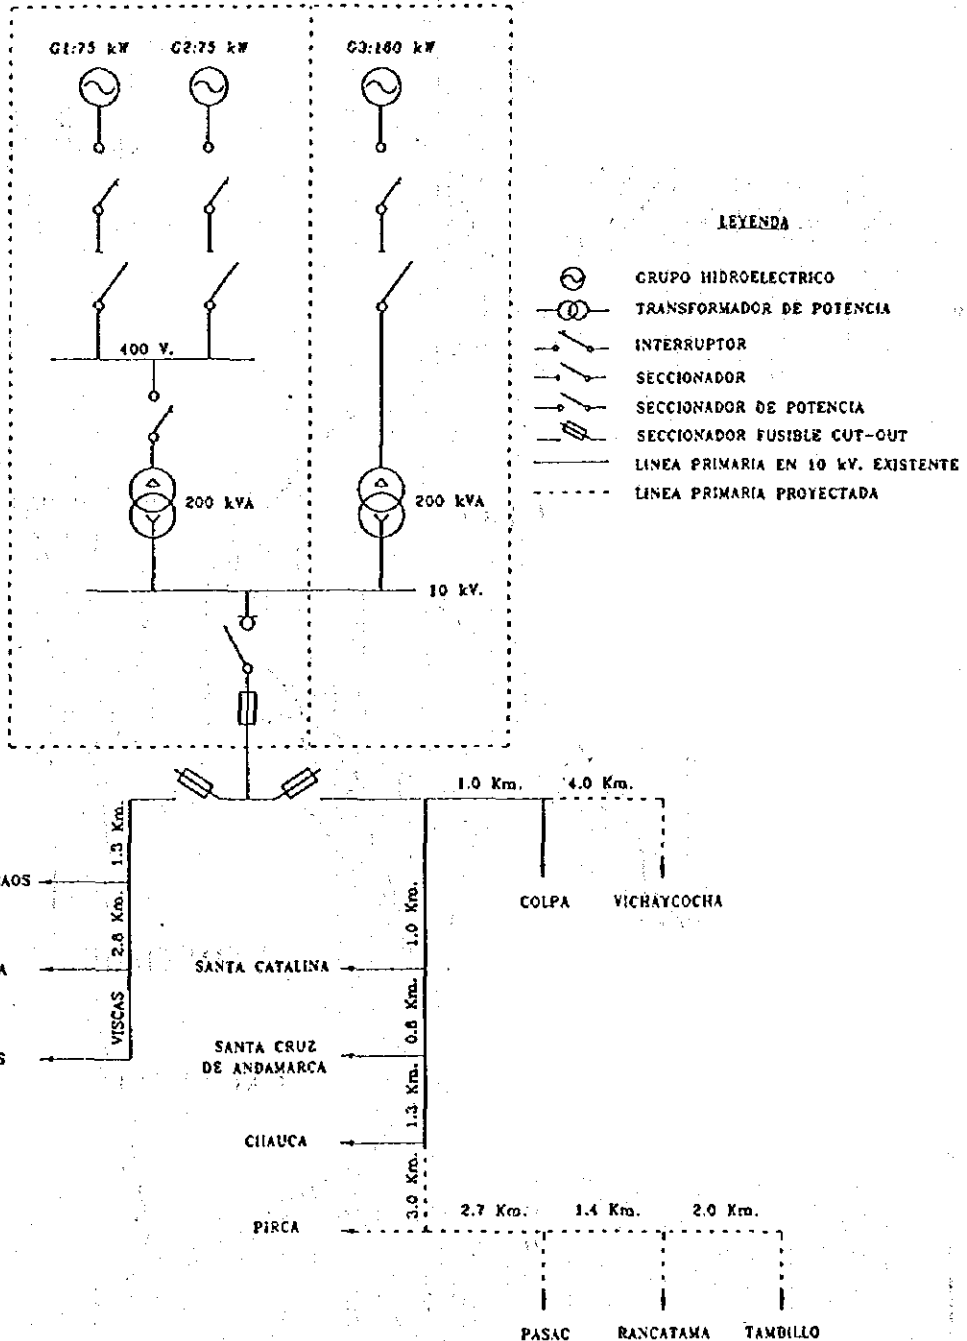 G1:75 kW G2:75 kW G3:160 kW
LEYENDA
GRUPO HIDROELECTRICO
TRANSFORMADOR DE POTENCIA
INTERRUPTOR
SECCIONADOR
SECCIONADOR DE POTENCIA
SECCIONADOR FUSIBLE CUT-OUT
LINEA PRIMARIA EN 10 kV. EXISTENTE
LINEA PRIMARIA PROYECTADA
400 V.
200 kVA
200 kVA
10 kV.
1.0 Km. 4.0 Km.
1.3 Km.
AOS
COLPA VICHAYCOCHA
2.8 Km.
1.0 Km.
A
SANTA CATALINA
VISCAS
0.8 Km.
S
SANTA CRUZ
DE ANDAMARCA
1.3 Km.
CHAUCA
3.0 Km.
2.7 Km. 1.4 Km. 2.0 Km.
PIRCA
PASAC RANCATAMA TAMBILLO